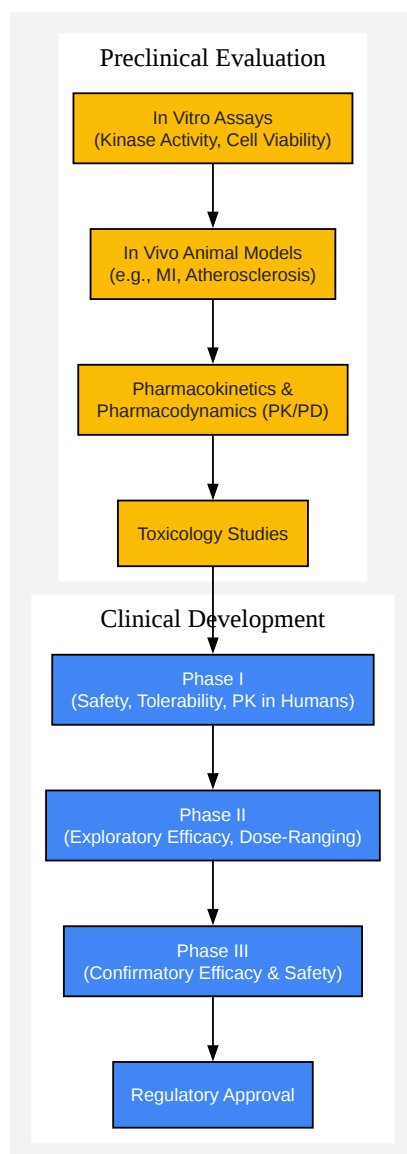 Preclinical Evaluation
In Vitro Assays
(Kinase Activity, Cell Viability)
In Vivo Animal Models
(e.g., MI, Atherosclerosis)
Pharmacokinetics &
Pharmacodynamics (PK/PD)
Toxicology Studies
Clinical Development
Phase I
(Safety, Tolerability, PK in Humans)
Phase II
(Exploratory Efficacy, Dose-Ranging)
Phase III
(Confirmatory Efficacy & Safety)
Regulatory Approval